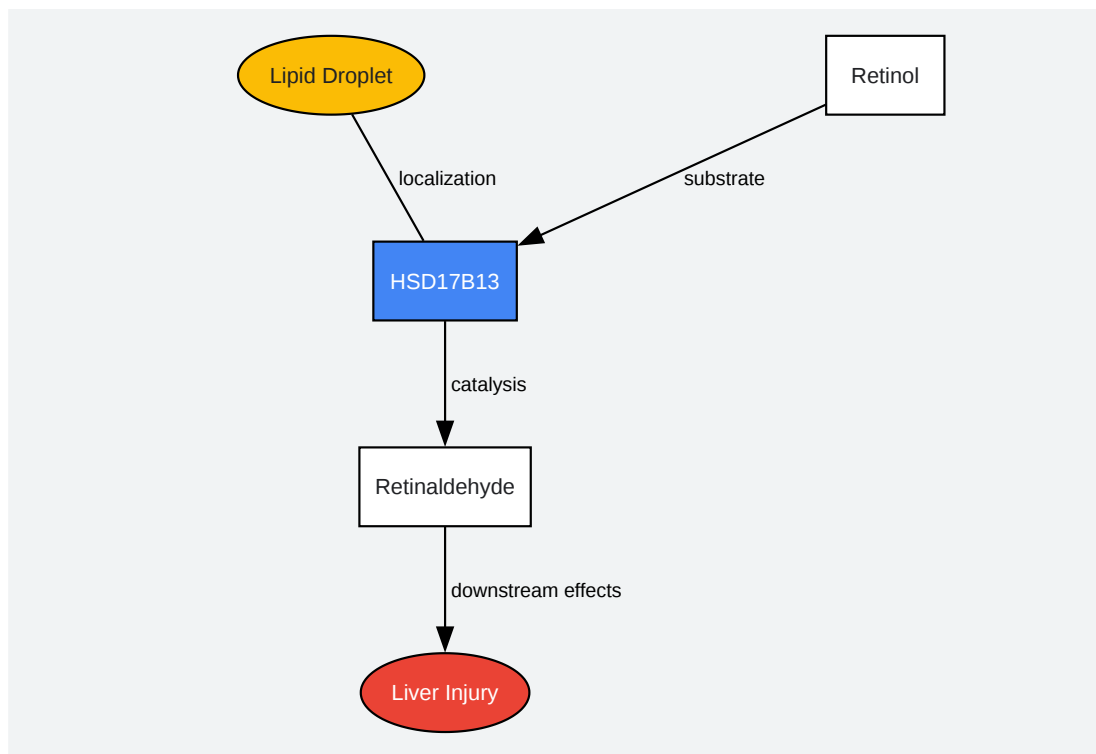 Lipid Droplet
Retinol
localization
substrate
HSD17B13
catalysis
Retinaldehyde
downstream effects
Liver Injury